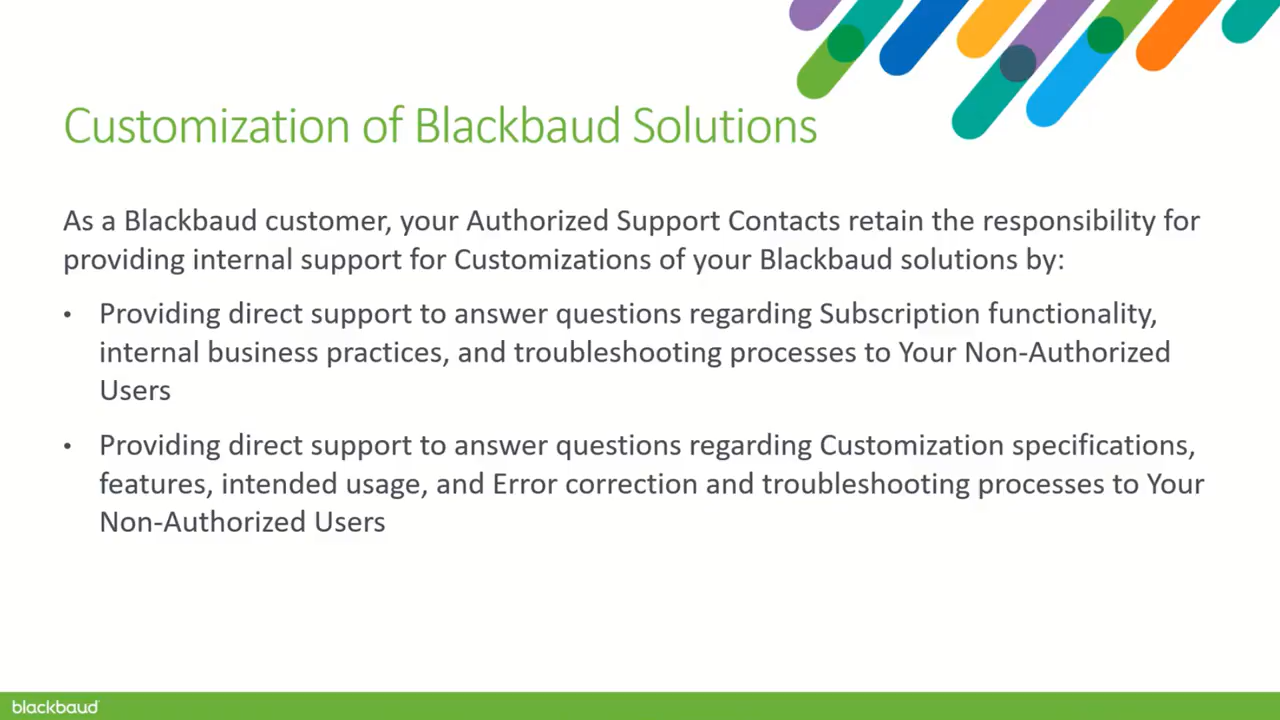 Customization of Blackbaud Solutions
As a Blackbaud customer, your Authorized Support Contacts retain the responsibility for
providing internal support for Customizations of your Blackbaud solutions by:
• Providing direct support to answer questions regarding Subscription functionality,
internal business practices, and troubleshooting processes to Your Non-Authorized
Users
• Providing direct support to answer questions regarding Customization specifications,
features, intended usage, and Error correction and troubleshooting processes to Your
Non-Authorized Users
blackbaud